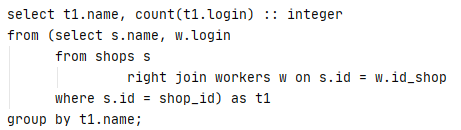 select t1.name, count(t1.login) :: integer
from (select s.name, w.login
from shops s
right join workers w on s.id = w.id_shop
where s.id = shop_id) as t1
group by t1.name;